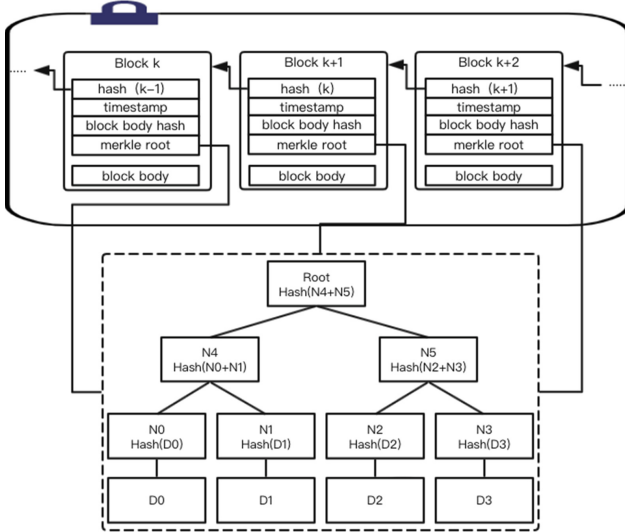 Block k
Block k+1
Block k+2
hash (k-1)
timestamp
block body hash
merkle root
block body
hash (k)
timestamp
block body hash
merkle root
block body
hash (k+1)
timestamp
block body hash
merkle root
block body
Root
Hash(N4+N5)
N4
Hash(N0+N1)
N5
Hash(N2+N3)
N0
Hash(D0)
N1
Hash(D1)
N2
Hash(D2)
N3
Hash(D3)
D0
D1
D2
D3